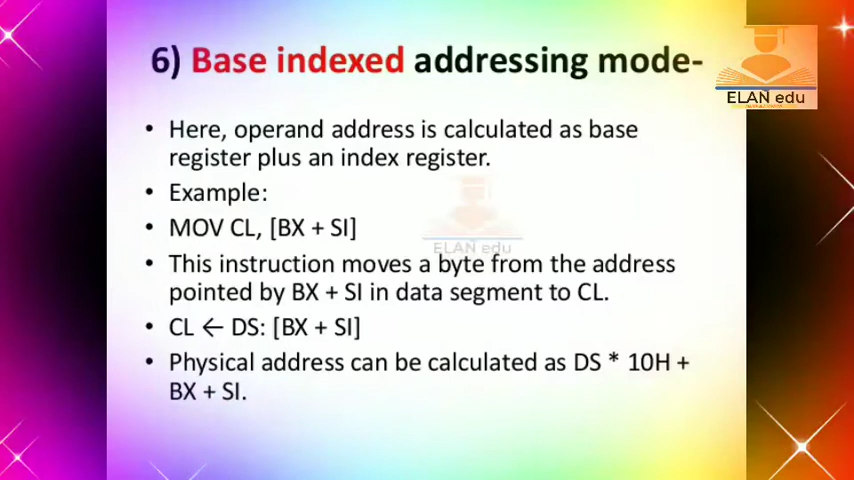 6) Base indexed addressing mode-
ELAN edu
• Here, operand address is calculated as base
register plus an index register.
• Example:
• MOV CL, [BX + SI]
ELAN edu
• This instruction moves a byte from the address
pointed by BX + SI in data segment to CL.
• CL ← DS: [BX + SI]
• Physical address can be calculated as DS * 10H +
BX + SI.